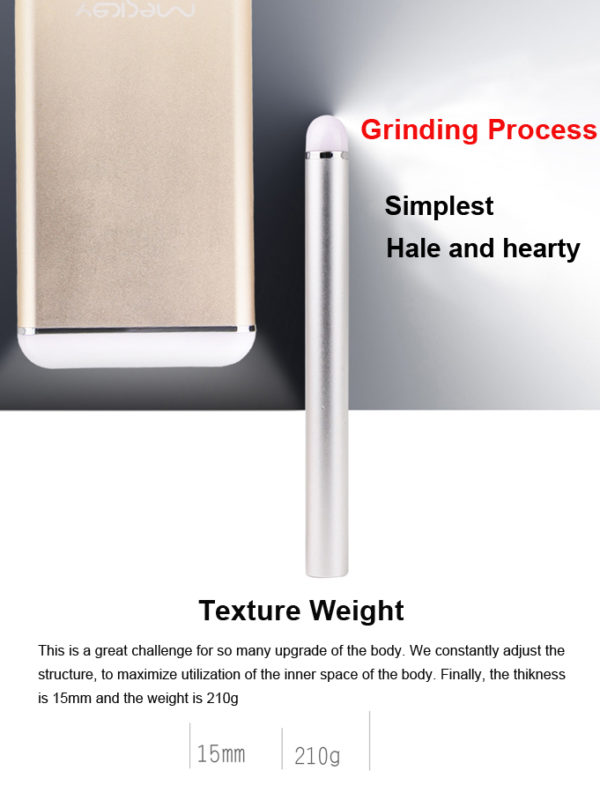 Grinding Process
Simplest
Hale and hearty
Texture Weight
This is a great challenge for so many upgrade of the body. We constantly adjust the
structure, to maximize utilization of the inner space of the body. Finally, the thikness
is 15mm and the weight is 210g
15mm
210g